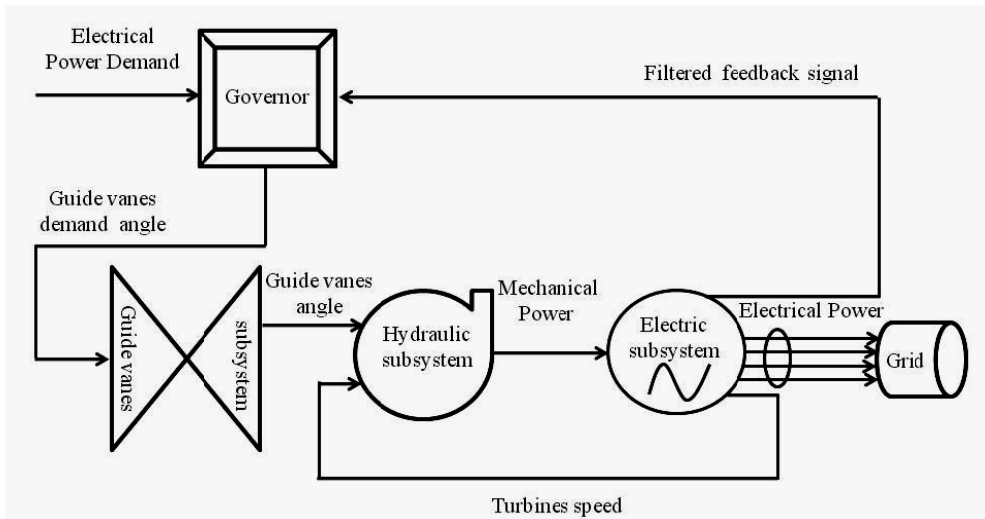 Electrical
Power Demand
Governor
Filtered feedback signal
Guide vanes
demand angle
Guide vanes
subsystem
Guide vanes
angle
Hydraulic
subsystem
Mechanical
Power
Electric
subsystem
Electrical Power
Grid
Turbines speed